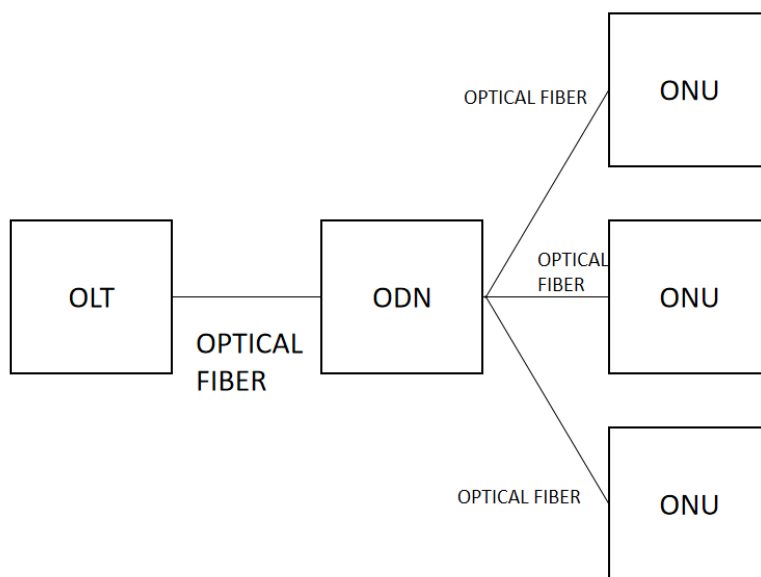 OPTICAL FIBER
ONU
OLT
OPTICAL
FIBER
ODN
OPTICAL
FIBER
ONU
OPTICAL FIBER
ONU